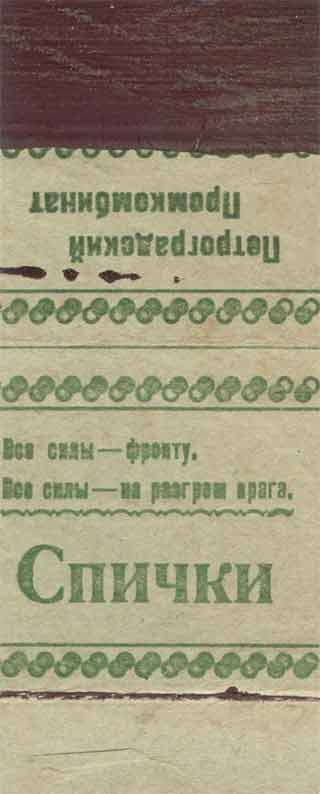 Петроградский
Промкомбинат
Все силы — фронту.
Все силы — на разгром врага.
Спички